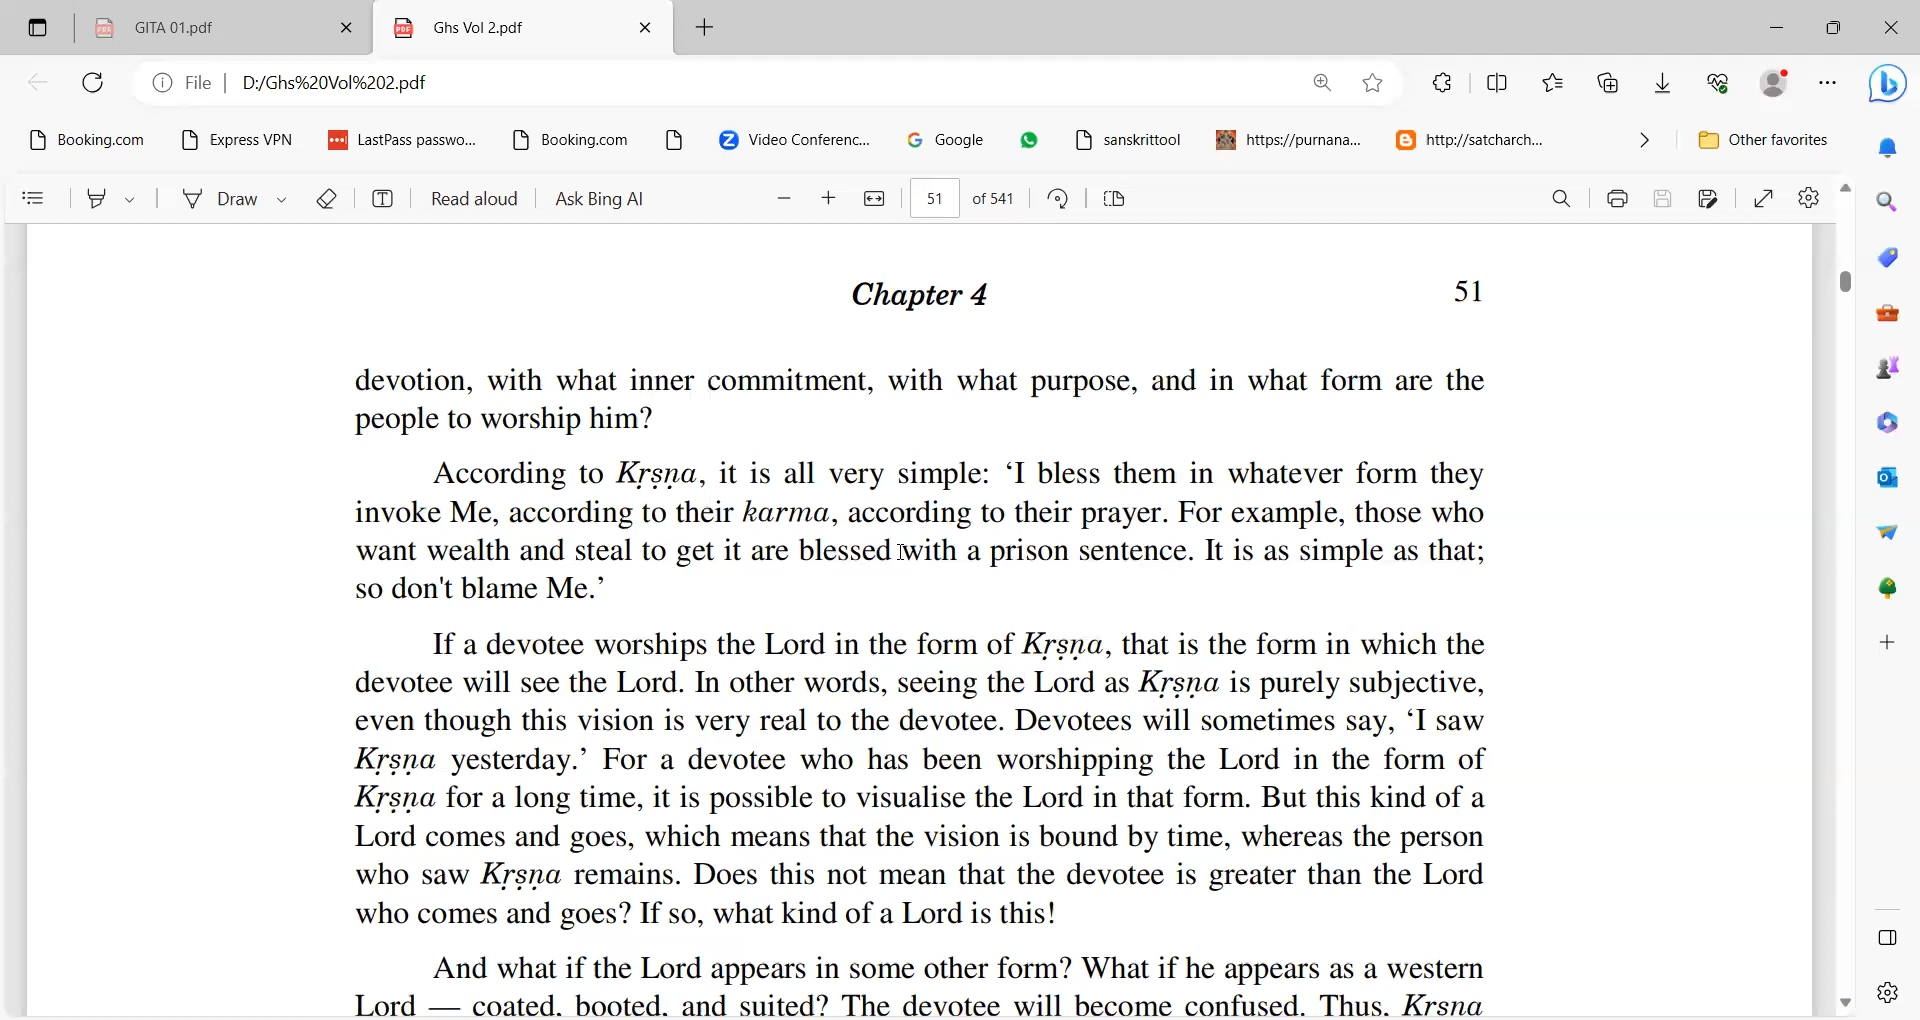 GITA 01.pdf
Ghs Vol 2.pdf
File | D:/Ghs%20Vol%202.pdf
Booking.com Express VPN LastPass passwo... Booking.com Video Conferenc... Google sanskrittool https://purnana... http://satcharch... Other favorites
Draw Read aloud Ask Bing AI 51 of 541
Chapter 4 51
devotion, with what inner commitment, with what purpose, and in what form are the
people to worship him?
According to Kṛṣṇa, it is all very simple: ‘I bless them in whatever form they
invoke Me, according to their karma, according to their prayer. For example, those who
want wealth and steal to get it are blessed with a prison sentence. It is as simple as that;
so don't blame Me.’
If a devotee worships the Lord in the form of Kṛṣṇa, that is the form in which the
devotee will see the Lord. In other words, seeing the Lord as Kṛṣṇa is purely subjective,
even though this vision is very real to the devotee. Devotees will sometimes say, ‘I saw
Kṛṣṇa yesterday.’ For a devotee who has been worshipping the Lord in the form of
Kṛṣṇa for a long time, it is possible to visualise the Lord in that form. But this kind of a
Lord comes and goes, which means that the vision is bound by time, whereas the person
who saw Kṛṣṇa remains. Does this not mean that the devotee is greater than the Lord
who comes and goes? If so, what kind of a Lord is this!
And what if the Lord appears in some other form? What if he appears as a western
Lord — coated, booted, and suited? The devotee will become confused. Thus, Kṛṣṇa